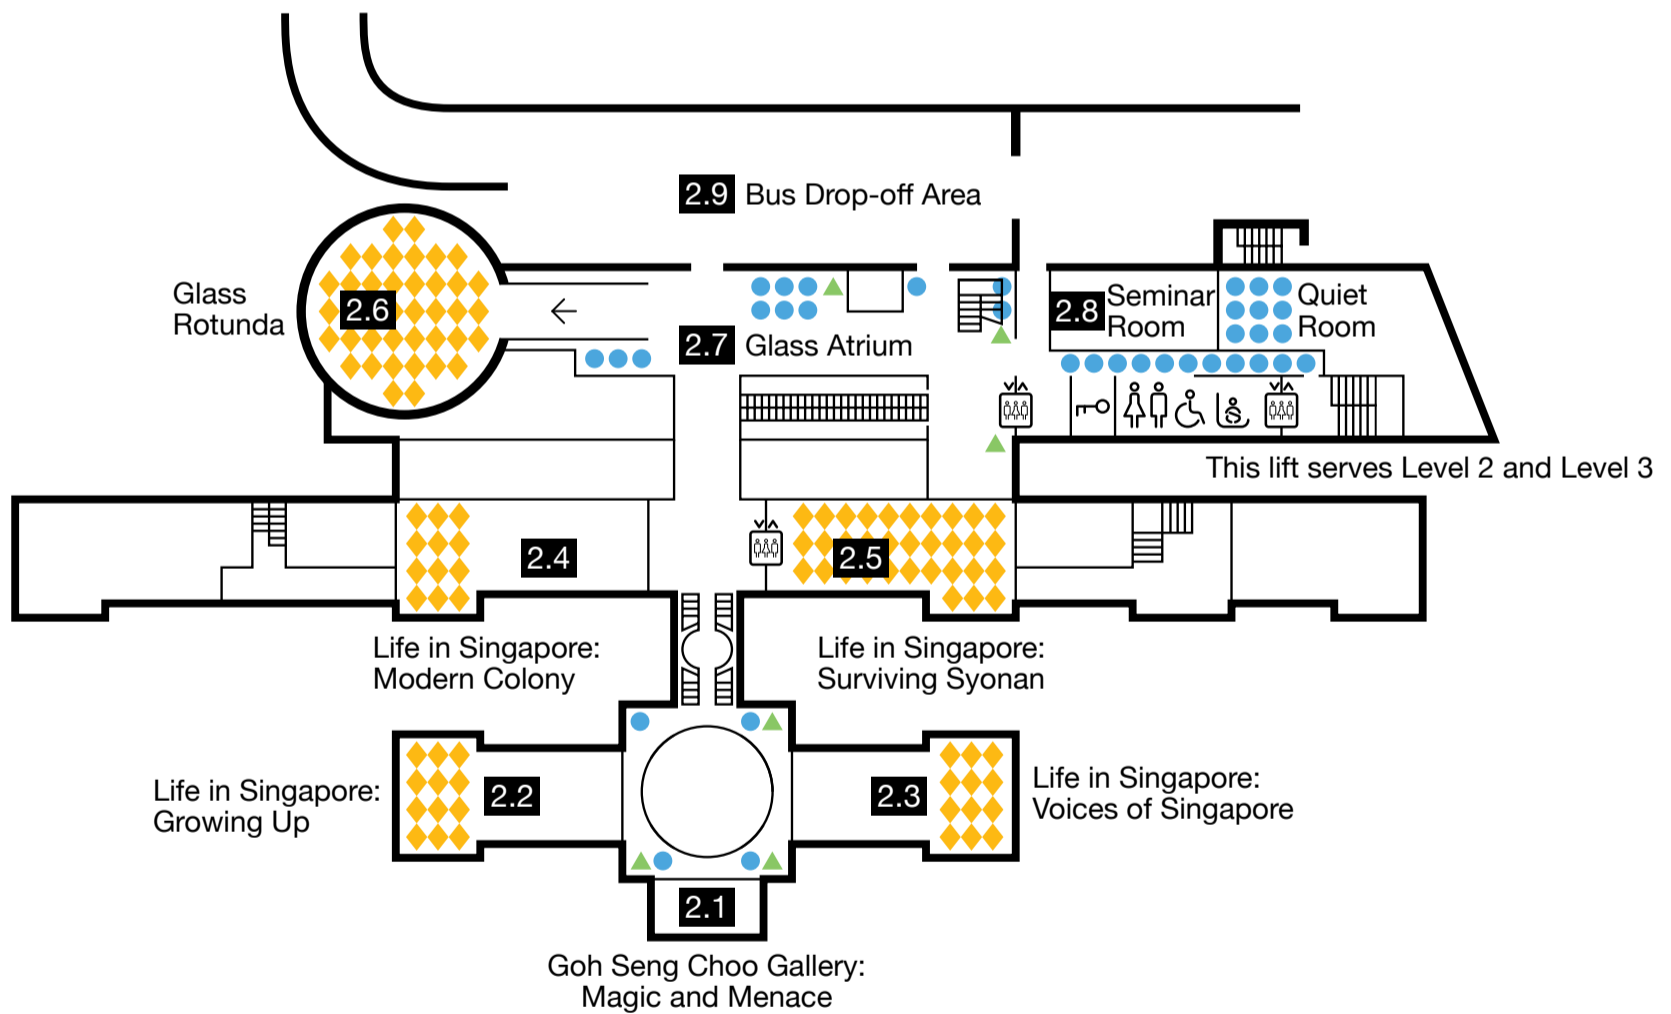 2.9 Bus Drop-off Area
Glass
Rotunda
2.6
2.7 Glass Atrium
2.8 Seminar
Room
Quiet
Room
This lift serves Level 2 and Level 3
2.4
2.5
Life in Singapore:
Modern Colony
Life in Singapore:
Surviving Syonan
Life in Singapore:
Growing Up
2.2
2.3
Life in Singapore:
Voices of Singapore
2.1
Goh Seng Choo Gallery:
Magic and Menace